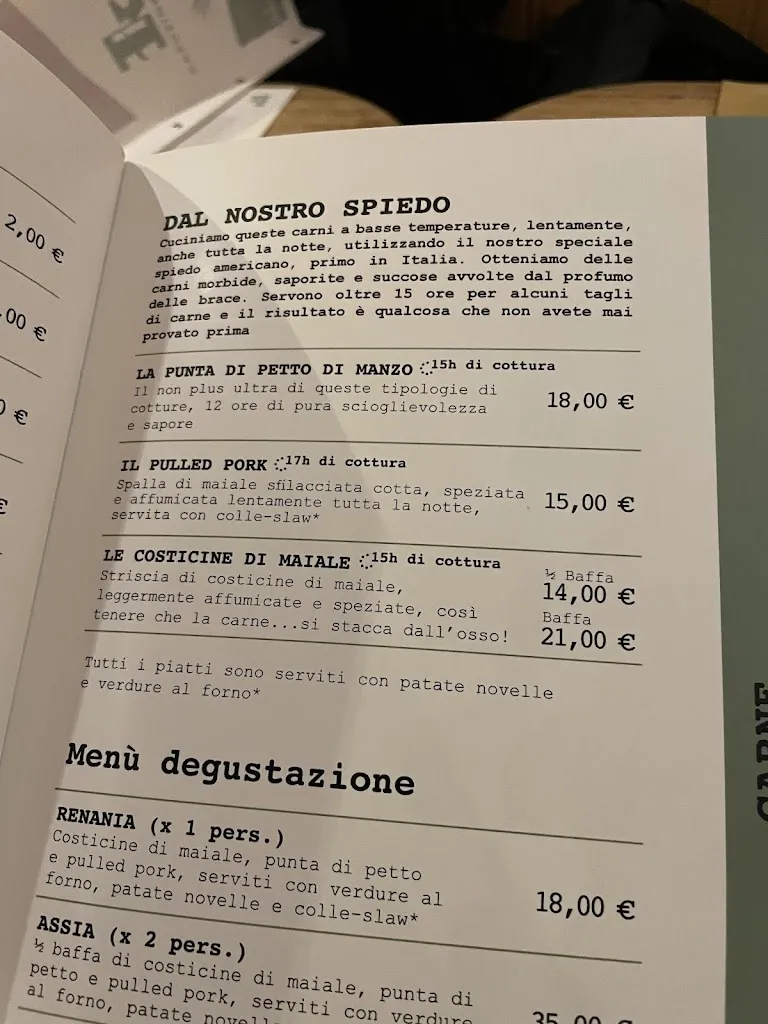 2,00 €
,00 €
€
DAL NOSTRO SPIEDO
Cuciniamo queste carni a basse temperature, lentamente,
anche tutta la notte, utilizzando il nostro speciale
spiedo americano, primo in Italia. Otteniamo delle
carni morbide, saporite e succose avvolte dal profumo
delle brace. Servono oltre 15 ore per alcuni tagli
di carne e il risultato è qualcosa che non avete mai
provato prima
LA PUNTA DI PETTO DI MANZO 15h di cottura
Il non plus ultra di queste tipologie di
cotture, 12 ore di pura scioglievolezza
e sapore
18,00 €
IL PULLED PORK 17h di cottura
Spalla di maiale sfilacciata cotta, speziata
e affumicata lentamente tutta la notte,
servita con colle-slaw*
15,00 €
LE COSTICINE DI MAIALE 15h di cottura
Striscia di costicine di maiale,
leggermente affumicate e speziate, così
tenere che la carne...si stacca dall'osso!
½ Baffa
14,00 €
Baffa
21,00 €
Tutti i piatti sono serviti con patate novelle
e verdure al forno*
Menù degustazione
RENANIA (x 1 pers.)
Costicine di maiale, punta di petto
e pulled pork, serviti con verdure al
forno, patate novelle e colle-slaw*
18,00 €
ASSIA (x 2 pers.)
½ baffa di costicine di maiale, punta di
petto e pulled pork, serviti con verdure
al forno, patate novelle
35,00 €
CARNE